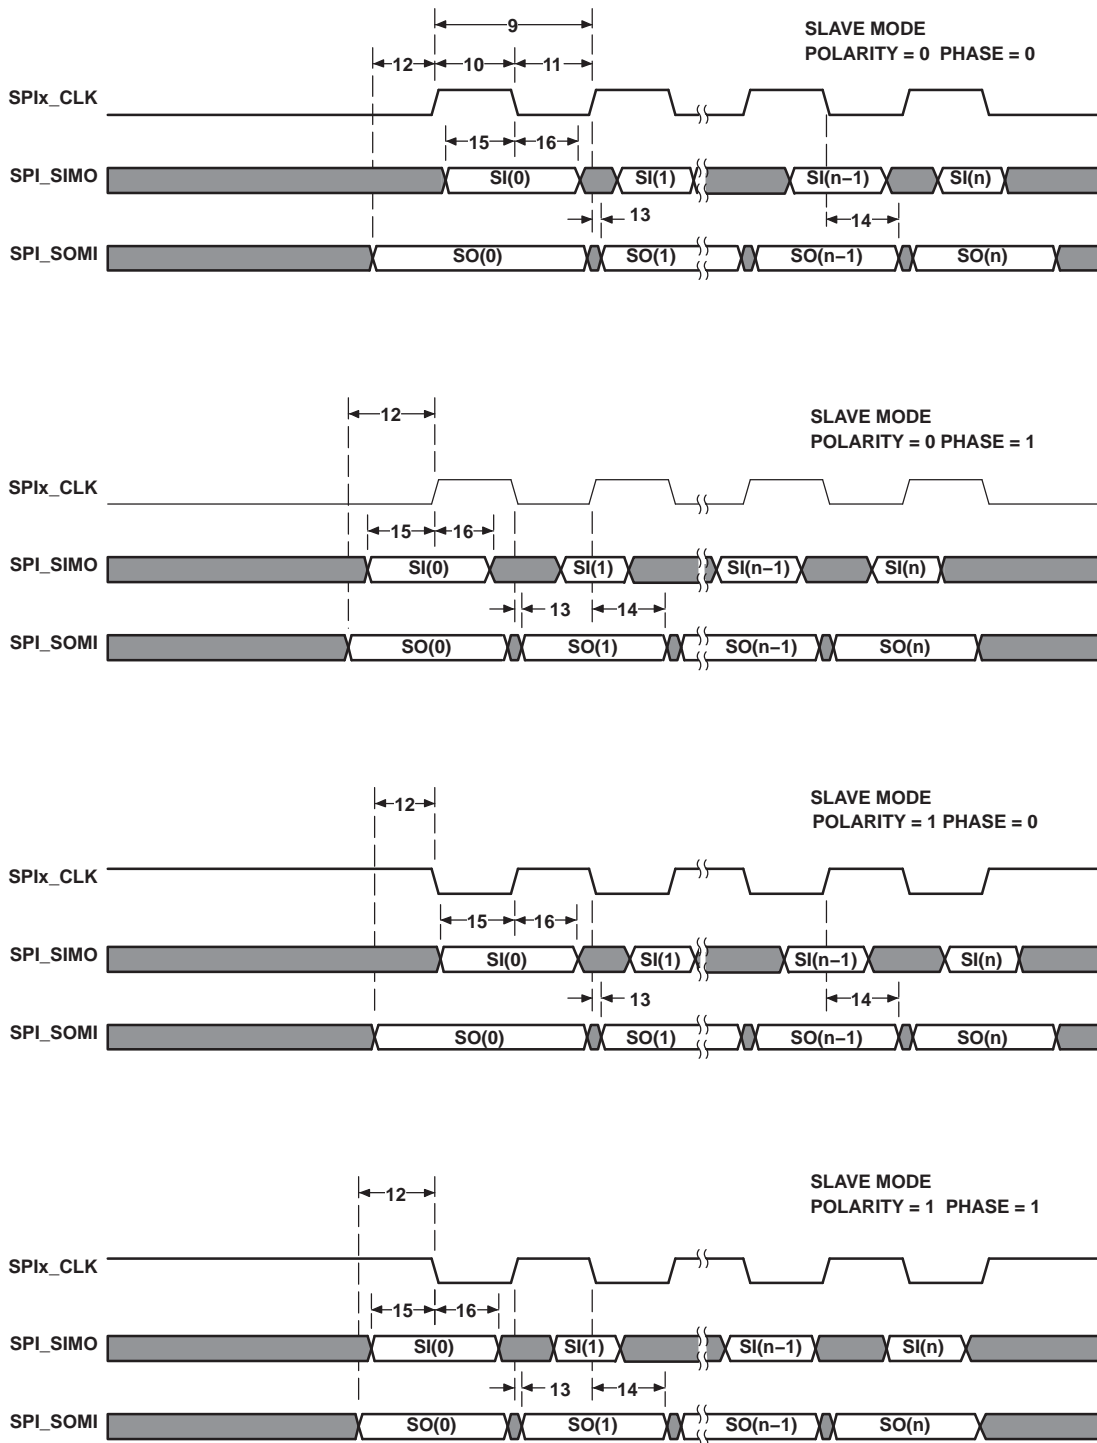 9
SLAVE MODE
POLARITY = 0 PHASE = 0
12 10 11
SPIx_CLK
15 16
SPI_SIMO SI(0) SI(1) SI(n–1) SI(n)
13 14
SPI_SOMI SO(0) SO(1) SO(n–1) SO(n)
12
SLAVE MODE
POLARITY = 0 PHASE = 1
SPIx_CLK
15 16
SPI_SIMO SI(0) SI(1) SI(n–1) SI(n)
13 14
SPI_SOMI SO(0) SO(1) SO(n–1) SO(n)
12
SLAVE MODE
POLARITY = 1 PHASE = 0
SPIx_CLK
15 16
SPI_SIMO SI(0) SI(1) SI(n–1) SI(n)
13 14
SPI_SOMI SO(0) SO(1) SO(n–1) SO(n)
12
SLAVE MODE
POLARITY = 1 PHASE = 1
SPIx_CLK
15 16
SPI_SIMO SI(0) SI(1) SI(n–1) SI(n)
13 14
SPI_SOMI SO(0) SO(1) SO(n–1) SO(n)